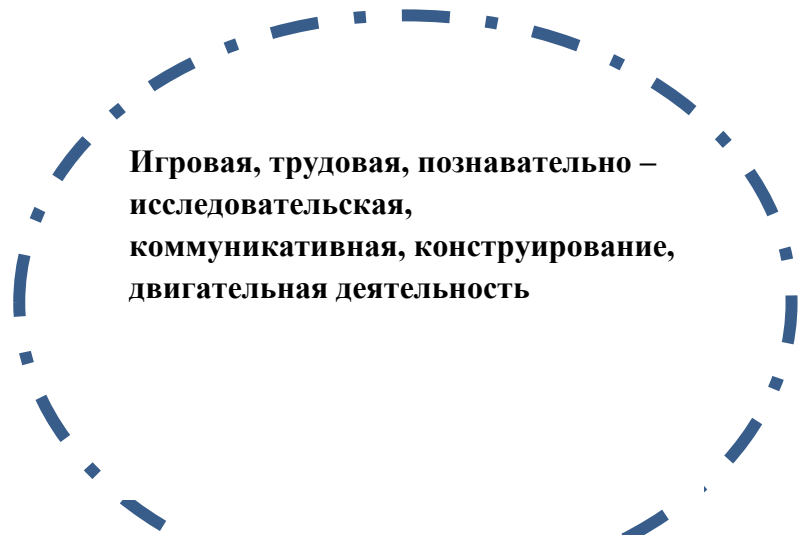 Игровая, трудовая, познавательно –
исследовательская,
коммуникативная, конструирование,
двигательная деятельность